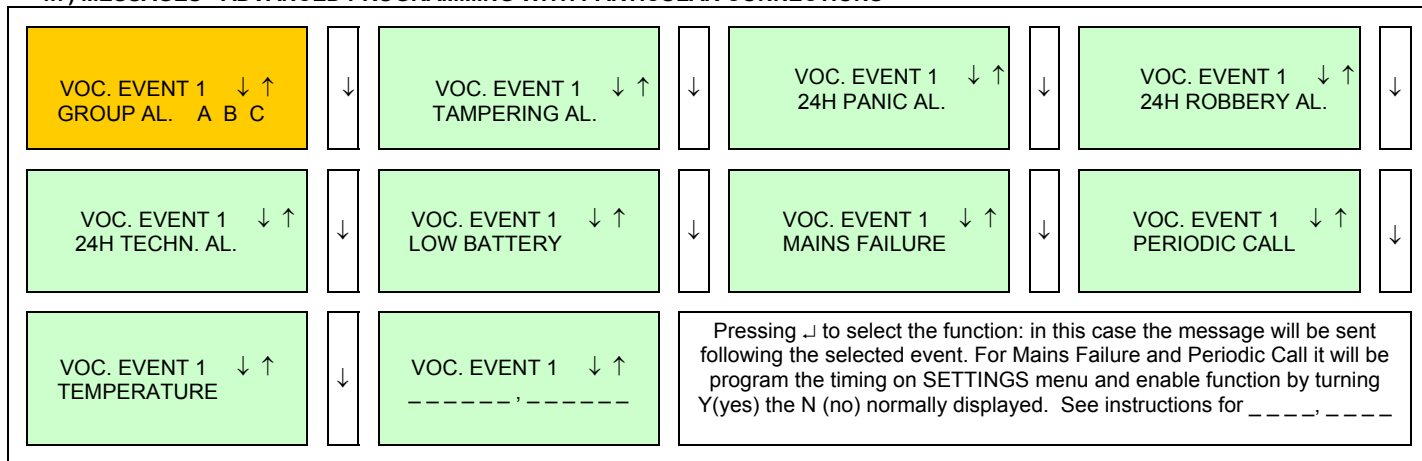 VOC. EVENT 1 ↓ ↑
GROUP AL. A B C
↓
VOC. EVENT 1 ↓ ↑
TAMPERING AL.
↓
VOC. EVENT 1 ↓ ↑
24H PANIC AL.
↓
VOC. EVENT 1 ↓ ↑
24H ROBBERY AL.
↓
VOC. EVENT 1 ↓ ↑
24H TECHN. AL.
↓
VOC. EVENT 1 ↓ ↑
LOW BATTERY
↓
VOC. EVENT 1 ↓ ↑
MAINS FAILURE
↓
VOC. EVENT 1 ↓ ↑
PERIODIC CALL
↓
VOC. EVENT 1 ↓ ↑
TEMPERATURE
↓
VOC. EVENT 1 ↓ ↑
_ _ _ _ _ _ , _ _ _ _ _ _
Pressing ↵ to select the function: in this case the message will be sent
following the selected event. For Mains Failure and Periodic Call it will be
program the timing on SETTINGS menu and enable function by turning
Y(yes) the N (no) normally displayed. See instructions for _ _ _ _, _ _ _ _